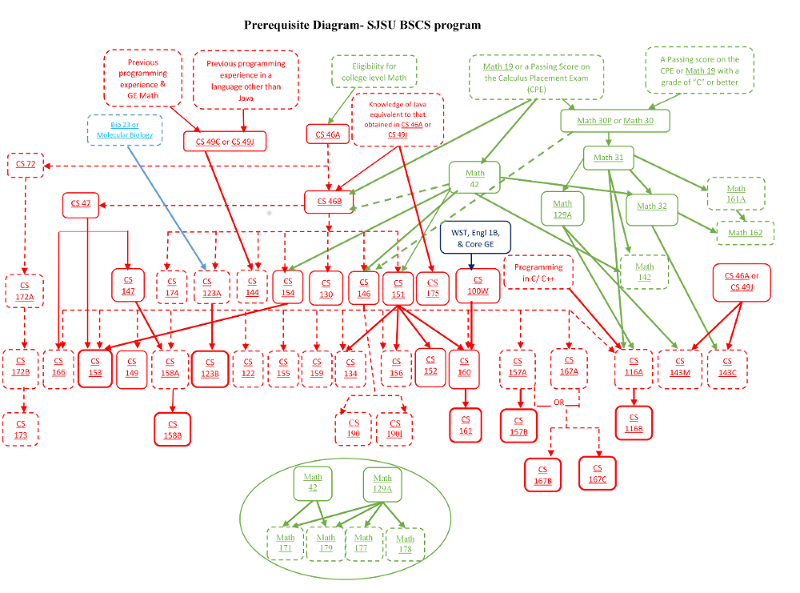 Prerequisite Diagram- SJSU BSCS program
Previous
programming
experience &
GE Math
Previous programming
experience in a
language other than
Java
Eligibility for
college level Math
Math 19 or a Passing Score on
the Calculus Placement Exam
(CPE)
A Passing score on the
CPE or Math 19 with a
grade of "C" or better
Knowledge of Java
equivalent to that
obtained in CS 46A or
CS 49J
Bio 23 or
Molecular Biology
CS 49C or CS 49J
CS 46A
Math 30P or Math 30
CS 72
Math 31
Math
42
Math
161A
CS 47
CS 46B
Math
129A
Math 32
Math 162
WST, Engl 1B,
& Core GE
Programming
in C/ C++
Math
142
CS 46A or
CS 49J
CS
172A
CS
147
CS
174
CS
123A
CS
144
CS
154
CS
130
CS
146
CS
151
CS
175
CS
100W
CS
172B
CS
166
CS
153
CS
149
CS
158A
CS
123B
CS
122
CS
155
CS
159
CS
134
CS
156
CS
152
CS
160
CS
157A
CS
167A
CS
116A
CS
143M
CS
143C
OR
CS
173
CS
158B
CS
190
CS
190I
CS
161
CS
157B
CS
116B
CS
167B
CS
167C
Math
42
Math
129A
Math
171
Math
179
Math
177
Math
178